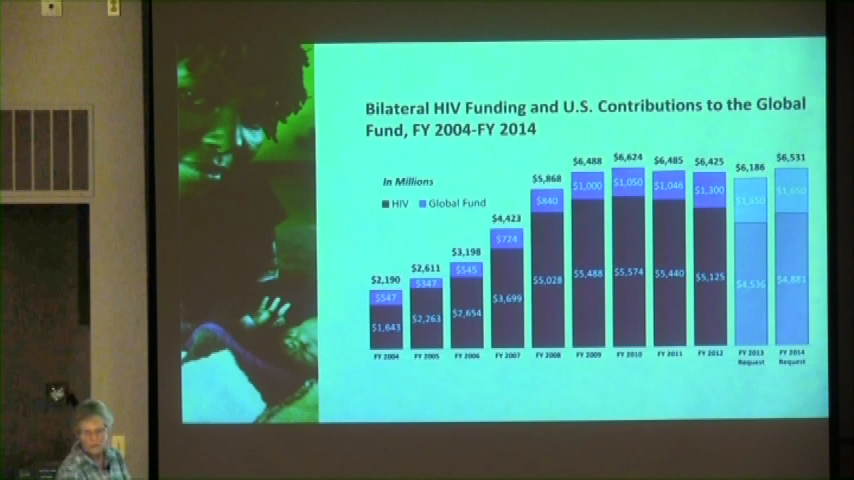 Bilateral HIV Funding and U.S. Contributions to the Global
Fund, FY 2004-FY 2014
In Millions
HIV Global Fund
$2,190
$547
$1,643
FY 2004
$2,611
$347
$2,263
FY 2005
$3,198
$545
$2,654
FY 2006
$4,423
$724
$3,699
FY 2007
$5,868
$840
$5,028
FY 2008
$6,488
$1,000
$5,488
FY 2009
$6,624
$1,050
$5,574
FY 2010
$6,485
$1,046
$5,440
FY 2011
$6,425
$1,300
$5,125
FY 2012
$6,186
$1,650
$4,536
FY 2013
Request
$6,531
$1,650
$4,881
FY 2014
Request